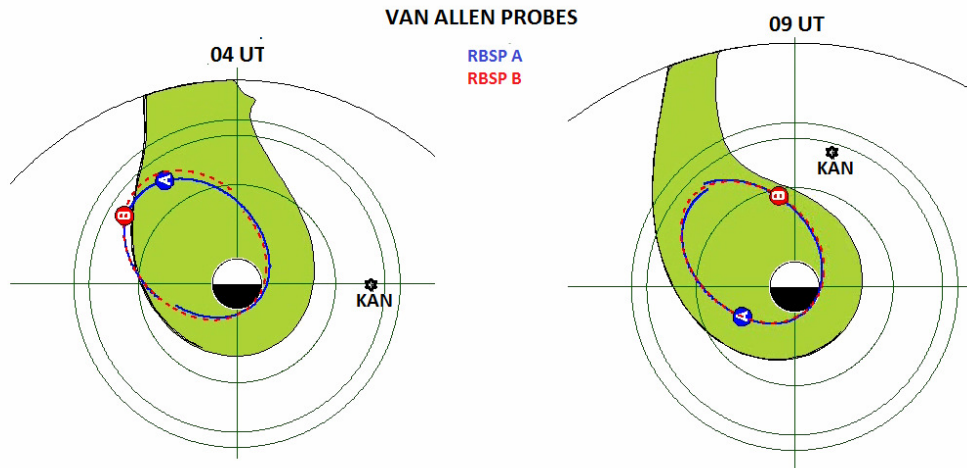 VAN ALLEN PROBES
04 UT
09 UT
RBSP A
RBSP B
A
B
KAN
B
KAN
A